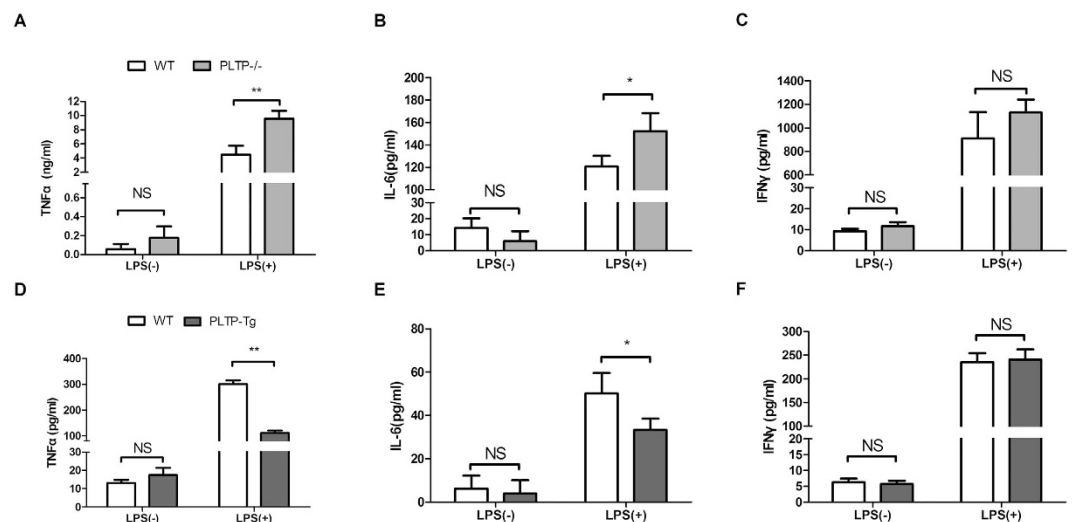 A
WT PLTP-/-
TNFα (ng/ml)
12
10
8
6
4
2
0.6
0.4
0.2
0.0
NS
**
LPS(-) LPS(+)
B
IL-6(pg/ml)
200
180
160
140
120
100
40
30
20
10
0
NS
*
LPS(-) LPS(+)
C
IFNγ (pg/ml)
1400
1200
1000
800
600
30
20
10
0
NS
NS
LPS(-) LPS(+)
D
WT PLTP-Tg
TNFα (pg/ml)
400
300
200
100
30
20
10
0
NS
**
LPS(-) LPS(+)
E
IL-6(pg/ml)
80
60
40
20
0
NS
*
LPS(-) LPS(+)
F
IFNγ (pg/ml)
300
250
200
150
20
15
10
5
0
NS
NS
LPS(-) LPS(+)